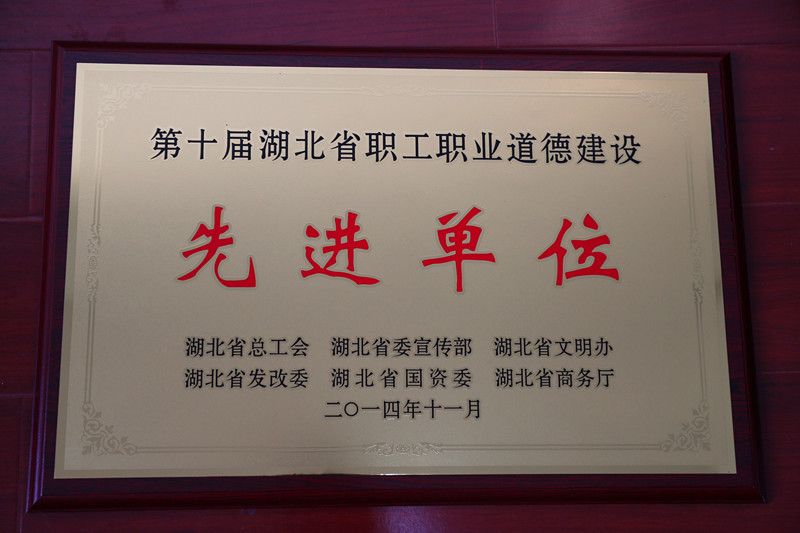 第十届湖北省职工职业道德建设
先进单位
湖北省总工会 湖北省委宣传部 湖北省文明办
湖北省发改委 湖北省国资委 湖北省商务厅
二〇一四年十一月